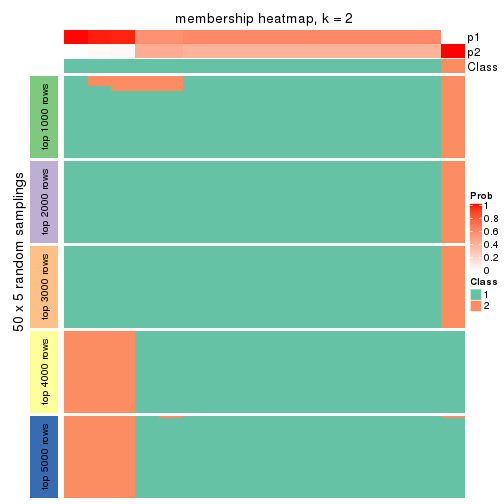 membership heatmap, k = 2
p1
p2
Class
50 x 5 random samplings
top 1000 rows
top 2000 rows
top 3000 rows
top 4000 rows
top 5000 rows
Prob
1
0.8
0.6
0.4
0.2
0
Class
1
2